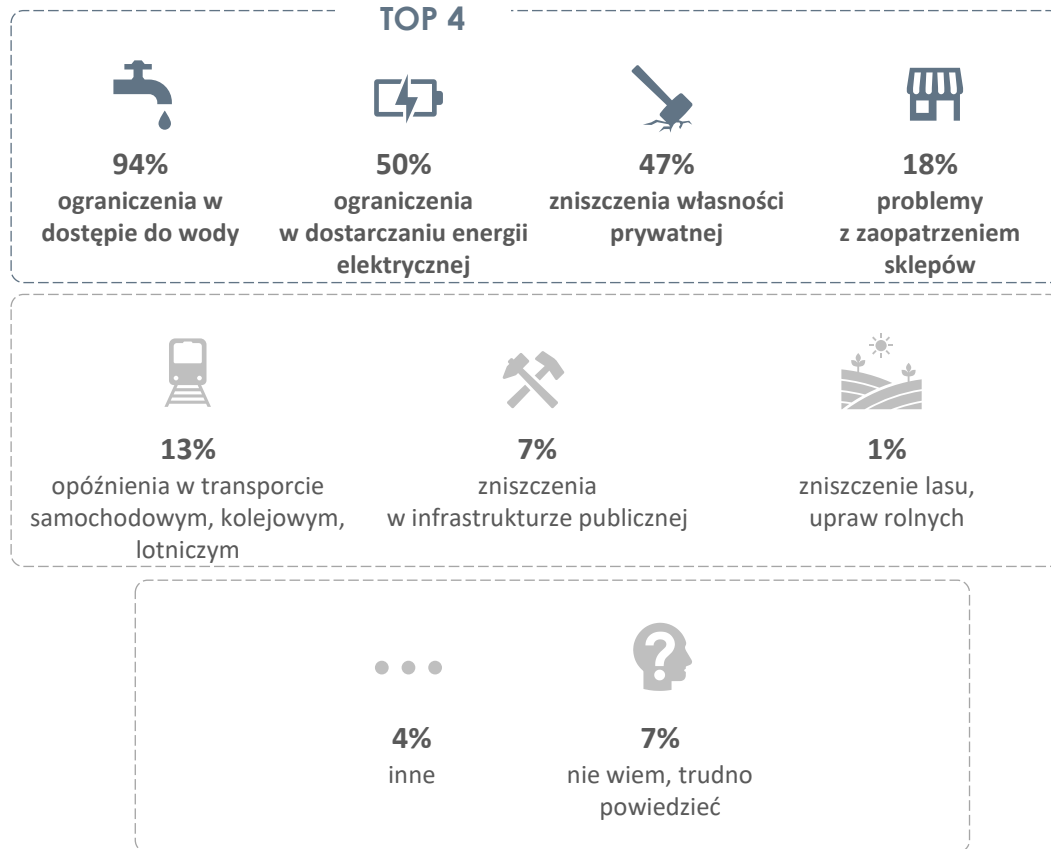 TOP 4
94%
ograniczenia w
dostępie do wody
50%
ograniczenia
w dostarczaniu energii
elektrycznej
47%
zniszczenia własności
prywatnej
18%
problemy
z zaopatrzeniem
sklepów
13%
opóźnienia w transporcie
samochodowym, kolejowym,
lotniczym
7%
zniszczenia
w infrastrukturze publicznej
1%
zniszczenie lasu,
upraw rolnych
4%
inne
7%
nie wiem, trudno
powiedzieć